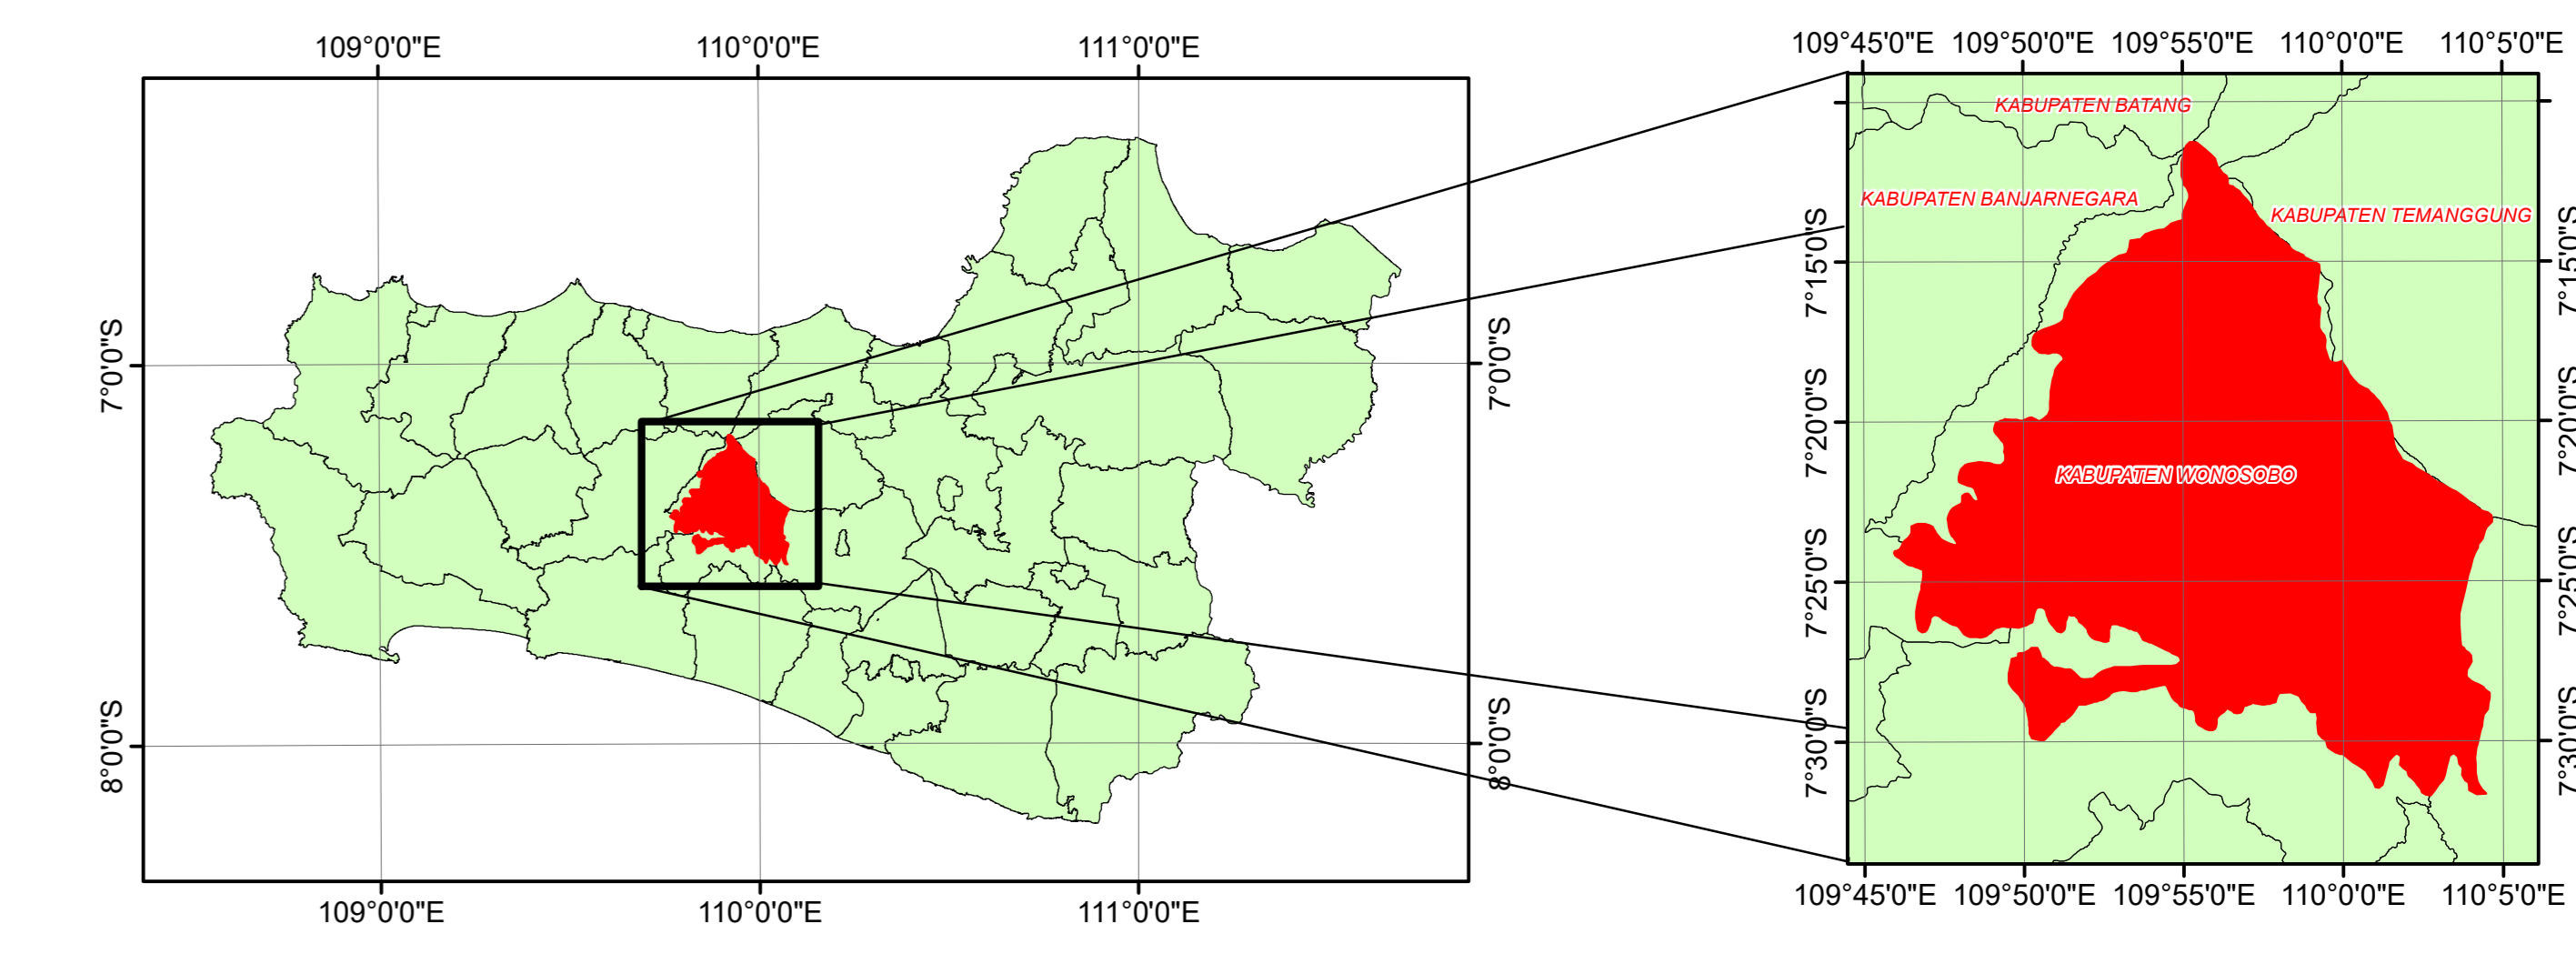 109°0'0"E 110°0'0"E 111°0'0"E
7°0'0"S 7°0'0"S
8°0'0"S 8°0'0"S
109°0'0"E 110°0'0"E 111°0'0"E
109°45'0"E 109°50'0"E 109°55'0"E 110°0'0"E 110°5'0"E
KABUPATEN BATANG
KABUPATEN BANJARNEGARA
KABUPATEN TEMANGGUNG
7°15'0"S 7°15'0"S
7°20'0"S 7°20'0"S
KABUPATEN WONOSOBO
7°25'0"S 7°25'0"S
7°30'0"S 7°30'0"S
109°45'0"E 109°50'0"E 109°55'0"E 110°0'0"E 110°5'0"E